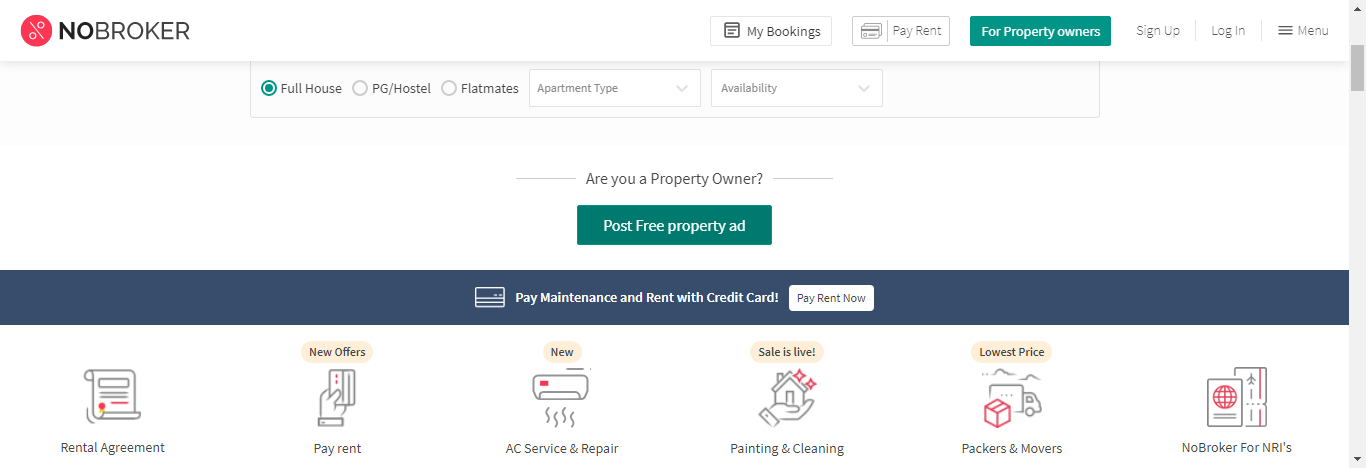 NOBROKER
My Bookings
Pay Rent
For Property owners
Sign Up
Log In
Menu
Full House
PG/Hostel
Flatmates
Apartment Type
Availability
Are you a Property Owner?
Post Free property ad
Pay Maintenance and Rent with Credit Card!
Pay Rent Now
New Offers
New
Sale is live!
Lowest Price
Rental Agreement
Pay rent
AC Service & Repair
Painting & Cleaning
Packers & Movers
NoBroker For NRI's